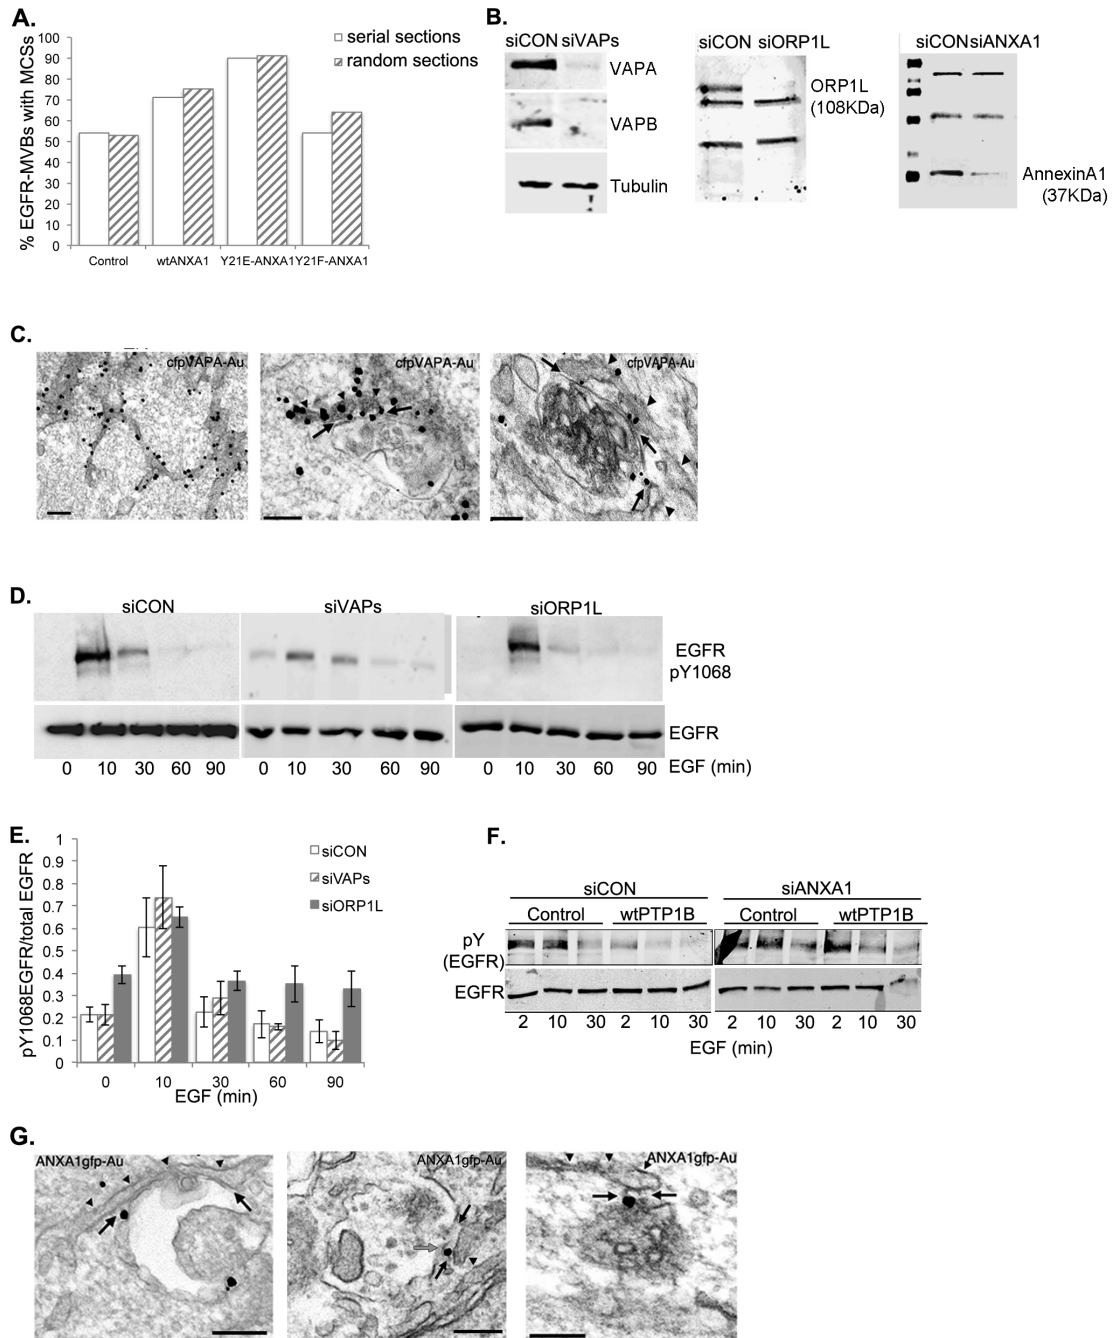 A.
% EGFR-MVBs with MCSs
100
90
80
70
60
50
40
30
20
10
0
serial sections
random sections
Control wtANXA1 Y21E-ANXA1 Y21F-ANXA1
B.
siCON siVAPs
VAPA
VAPB
Tubulin
siCON siORP1L
ORP1L
(108KDa)
siCON siANXA1
AnnexinA1
(37KDa)
C.
cfpVAPA-Au
cfpVAPA-Au
cfpVAPA-Au
D.
siCON siVAPs siORP1L
EGFR
pY1068
EGFR
0 10 30 60 90 0 10 30 60 90 0 10 30 60 90 EGF (min)
E.
pY1068EGFR/total EGFR
1
0.9
0.8
0.7
0.6
0.5
0.4
0.3
0.2
0.1
0
siCON
siVAPs
siORP1L
0 10 30 60 90
EGF (min)
F.
siCON siANXA1
Control wtPTP1B Control wtPTP1B
pY
(EGFR)
EGFR
2 10 30 2 10 30 2 10 30 2 10 30
EGF (min)
G.
ANXA1gfp-Au
ANXA1gfp-Au
ANXA1gfp-Au